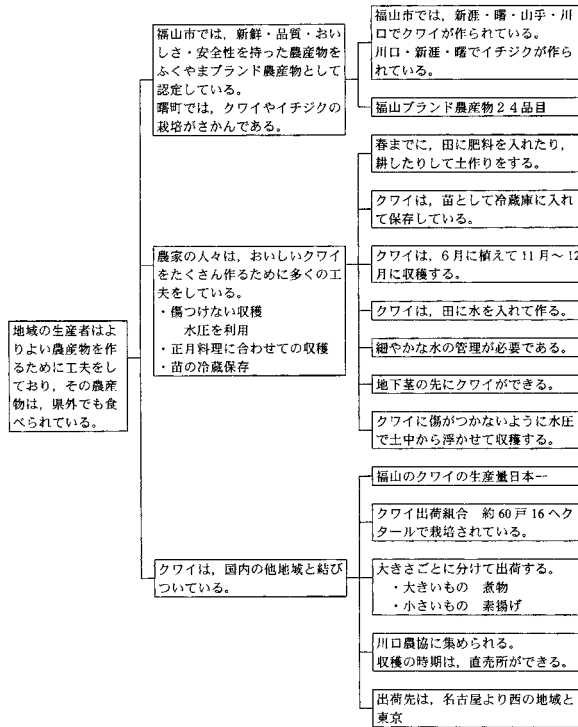 福山市では，新鮮・品質・おい
しさ・安全性を持った農産物を
ふくやまブランド農産物として
認定している。
曙町では，クワイやイチジクの
栽培がさかんである。
福山市では，新涯・曙・山手・川
口でクワイが作られている。
川口・新涯・曙でイチジクが作ら
れている。
福山ブランド農産物２４品目
地域の生産者はよ
りよい農産物を作
るために工夫をし
ており，その農産
物は，県外でも食
べられている。
農家の人々は，おいしいクワイ
をたくさん作るために多くの工
夫をしている。
・傷つけない収穫
水圧を利用
・正月料理に合わせての収穫
・苗の冷蔵保存
春までに，田に肥料を入れたり，
耕したりして土作りをする。
クワイは，苗として冷蔵庫に入れ
て保存している。
クワイは，６月に植えて 11 月～ 12
月に収穫する。
クワイは，田に水を入れて作る。
細やかな水の管理が必要である。
地下茎の先にクワイができる。
クワイに傷がつかないように水圧
で土中から浮かせて収穫する。
クワイは，国内の他地域と結び
ついている。
福山のクワイの生産量日本一
クワイ出荷組合　約 60 戸 16 ヘク
タールで栽培されている。
大きさごとに分けて出荷する。
・大きいもの　煮物
・小さいもの　素揚げ
川口農協に集められる。
収穫の時期は，直売所ができる。
出荷先は，名古屋より西の地域と
東京